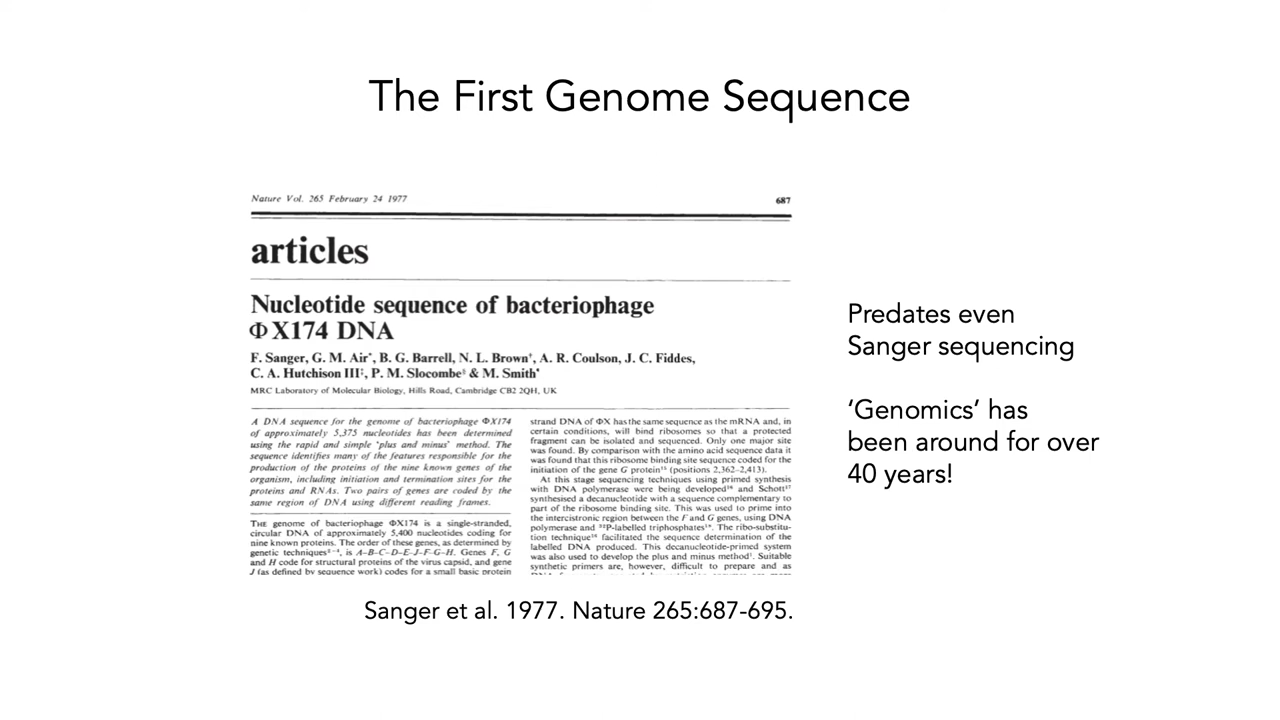 The First Genome Sequence
Nature Vol. 265 February 24 1977
687
articles
Nucleotide sequence of bacteriophage
ΦX174 DNA
F. Sanger, G. M. Air*, B. G. Barrell, N. L. Brown†, A. R. Coulson, J. C. Fiddes,
C. A. Hutchison III‡, P. M. Slocombe§ & M. Smith*
MRC Laboratory of Molecular Biology, Hills Road, Cambridge CB2 2QH, UK
A DNA sequence for the genome of bacteriophage ΦX174
of approximately 5,375 nucleotides has been determined
using the rapid and simple 'plus and minus' method. The
sequence identifies many of the features responsible for the
production of the proteins of the nine known genes of the
organism, including initiation and termination sites for the
proteins and RNAs. Two pairs of genes are coded by the
same region of DNA using different reading frames.
THE genome of bacteriophage ΦX174 is a single-stranded,
circular DNA of approximately 5,400 nucleotides coding for
nine known proteins. The order of these genes, as determined by
genetic techniques²⁻⁴, is A-B-C-D-E-J-F-G-H. Genes F, G
and H code for structural proteins of the virus capsid, and gene
J (as defined by sequence work) codes for a small basic protein
strand DNA of ΦX has the same sequence as the mRNA and, in
certain conditions, will bind ribosomes so that a protected
fragment can be isolated and sequenced. Only one major site
was found. By comparison with the amino acid sequence data it
was found that this ribosome binding site sequence coded for the
initiation of the gene G protein¹⁵ (positions 2,362–2,413).
At this stage sequencing techniques using primed synthesis
with DNA polymerase were being developed¹⁶ and Schott¹⁷
synthesised a decanucleotide with a sequence complementary to
part of the ribosome binding site. This was used to prime into
the intercistronic region between the F and G genes, using DNA
polymerase and ³²P-labelled triphosphates¹⁸. The ribo-substitu-
tion technique¹⁶ facilitated the sequence determination of the
labelled DNA produced. This decanucleotide-primed system
was also used to develop the plus and minus method¹. Suitable
synthetic primers are, however, difficult to prepare and as
Sanger et al. 1977. Nature 265:687-695.
Predates even
Sanger sequencing
‘Genomics’ has
been around for over
40 years!